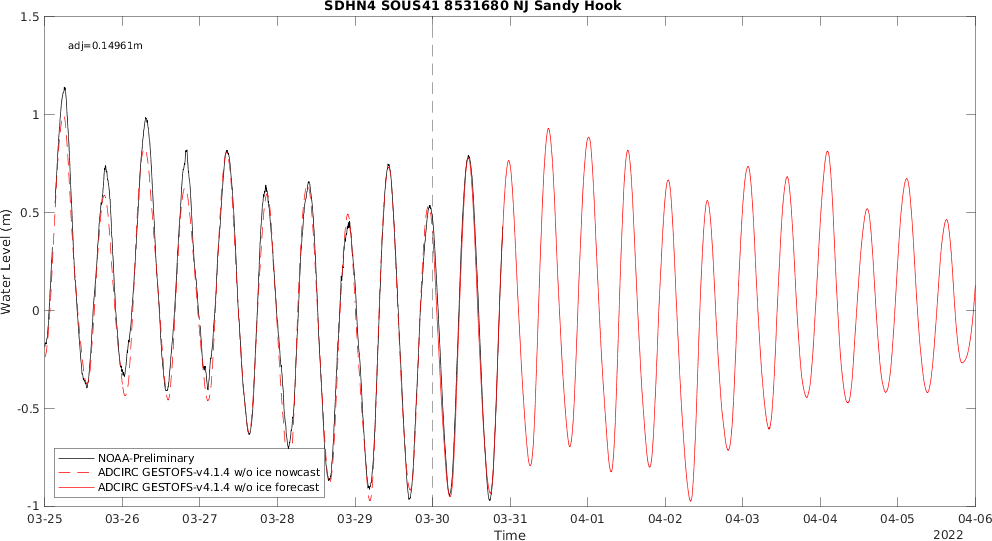 SDHN4 SOUS41 8531680 NJ Sandy Hook
1.5
adj=0.14961m
1
0.5
Water Level (m)
0
-0.5
NOAA-Preliminary
ADCIRC GESTOFS-v4.1.4 w/o ice nowcast
ADCIRC GESTOFS-v4.1.4 w/o ice forecast
-1
03-25 03-26 03-27 03-28 03-29 03-30 03-31 04-01 04-02 04-03 04-04 04-05 04-06
Time
2022